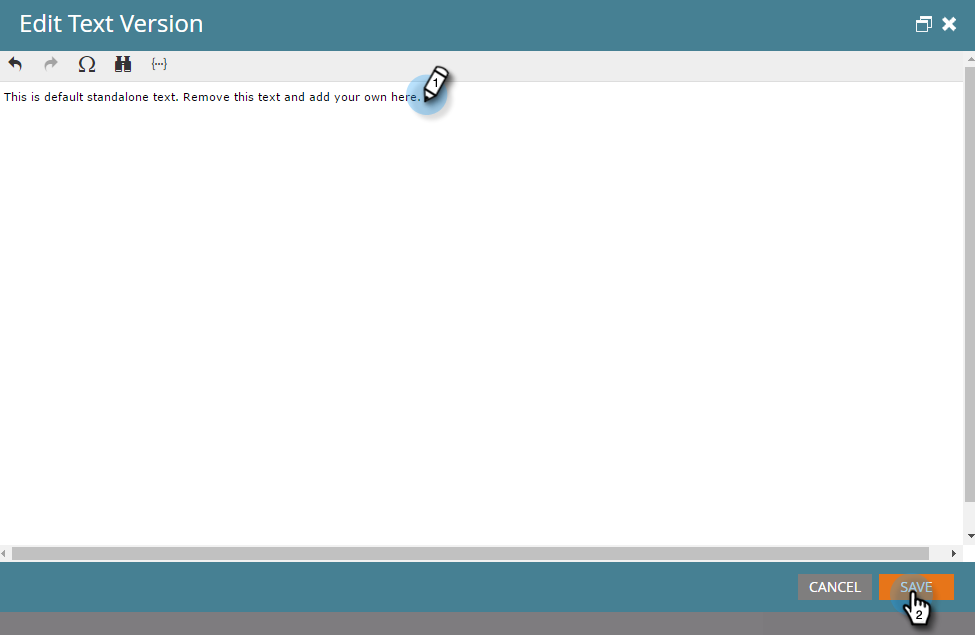 Edit Text Version
Ω {···}
This is default standalone text. Remove this text and add your own here.
1
CANCEL SAVE
2